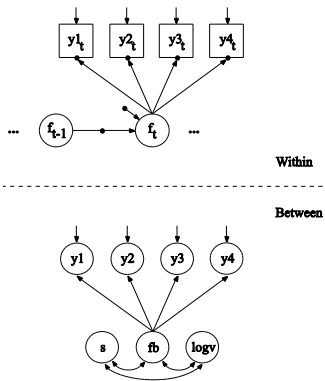 y1t y2t y3t y4t
... ft-1 ft ...
Within
Between
y1 y2 y3 y4
s fb logv